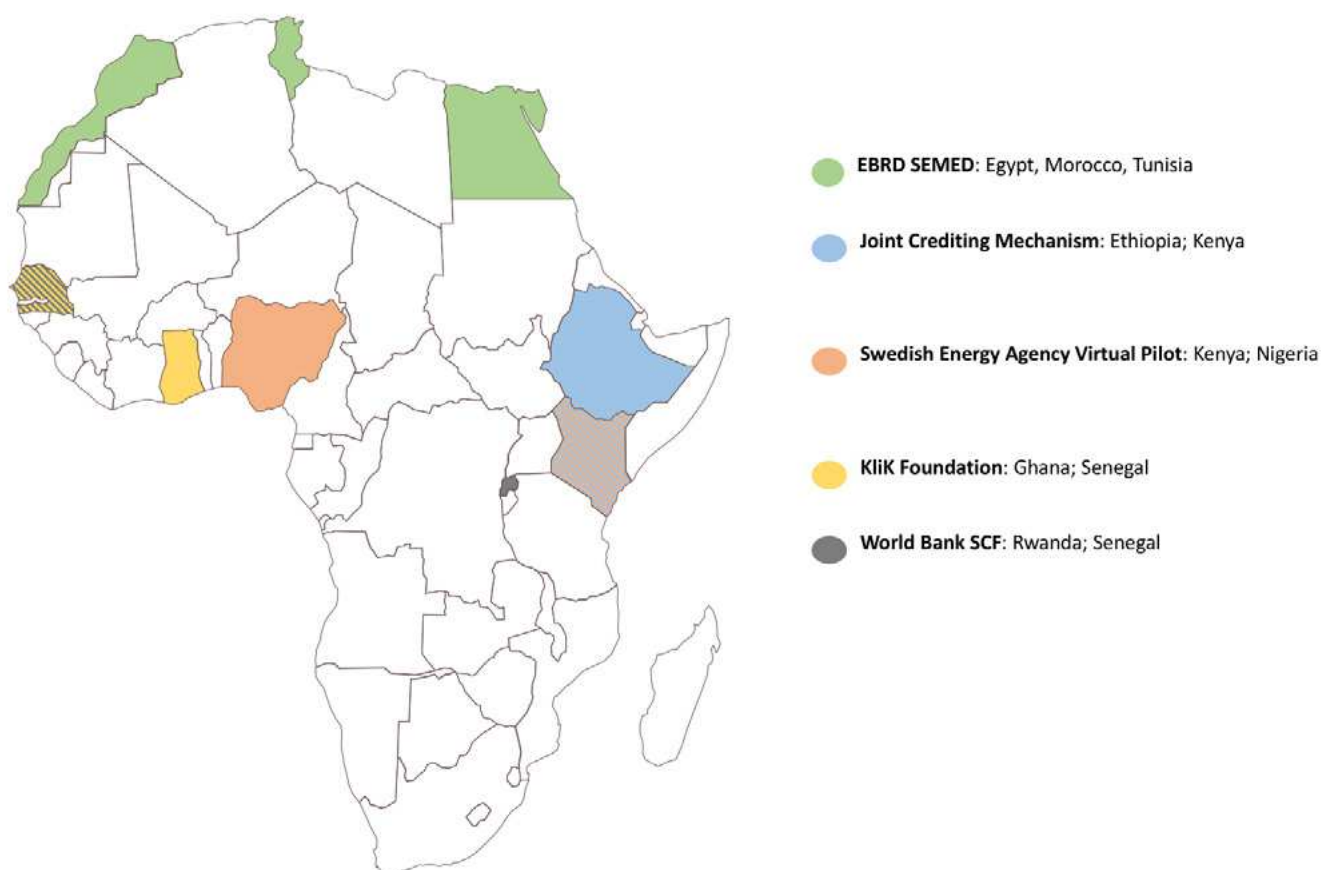 EBRD SEMED: Egypt, Morocco, Tunisia
Joint Crediting Mechanism: Ethiopia; Kenya
Swedish Energy Agency Virtual Pilot: Kenya; Nigeria
KliK Foundation: Ghana; Senegal
World Bank SCF: Rwanda; Senegal